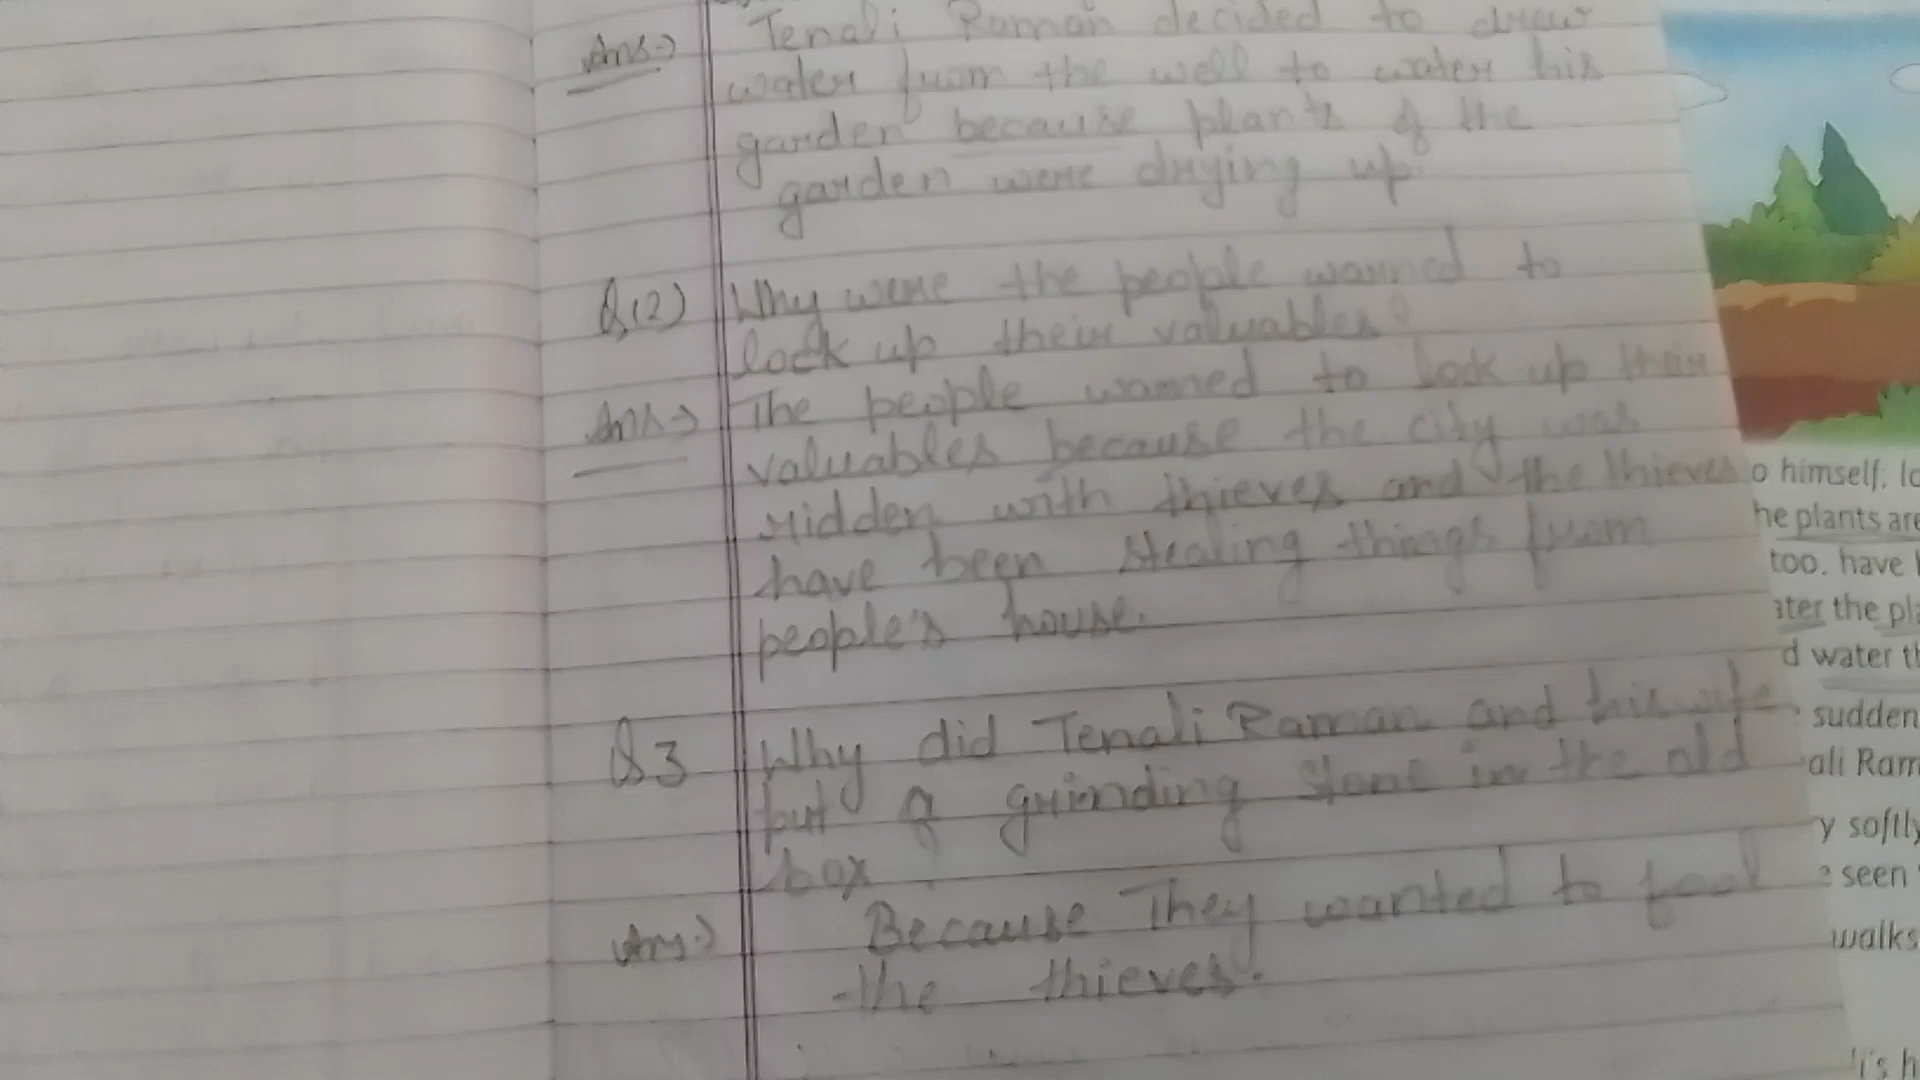 Ans→ Tenali Raman decided to draw
water from the well to water his
garden because plants of the
garden were drying up.
Q(2) Why were the people warned to
lock up their valuables?
Ans→ The people warned to lock up their
valuables because the city was
ridden with thieves and the thieves
have been stealing things from
people's house.
Q3 Why did Tenali Raman and his wife
put a grinding stone in the old
box
Ans→ Because They wanted to fool
the thieves.
o himself, lo
he plants are
too, have
ater the pla
d water th
sudden
ali Ram
y softly
seen
walks
i's h